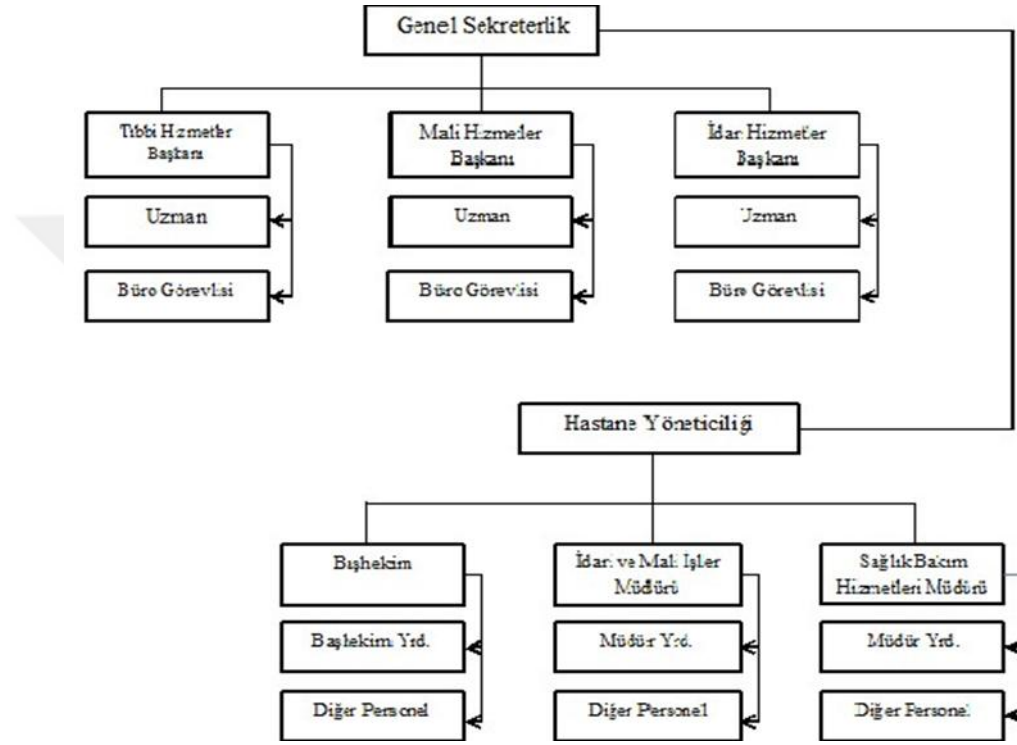 Genel Sekreterlik
Tıbbi Hizmetler
Başkanı
Mali Hizmetler
Başkanı
İdari Hizmetler
Başkanı
Uzman
Uzman
Uzman
Büro Görevlisi
Büro Görevlisi
Büro Görevlisi
Hastane Yöneticiliği
Başhekim
İdari ve Mali İşler
Müdürü
Sağlık Bakım
Hizmetleri Müdürü
Başhekim Yrd.
Müdür Yrd.
Müdür Yrd.
Diğer Personel
Diğer Personel
Diğer Personel